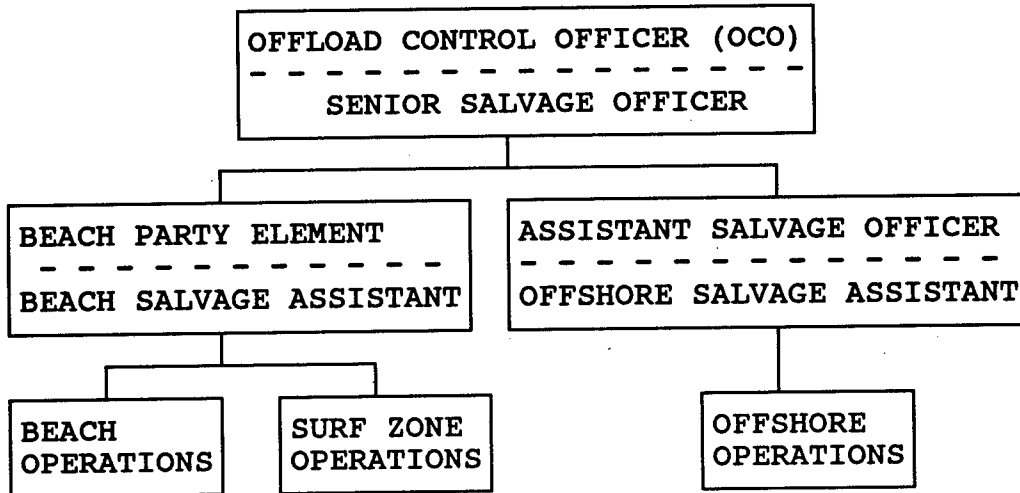 OFFLOAD CONTROL OFFICER (OCO)
SENIOR SALVAGE OFFICER
BEACH PARTY ELEMENT
BEACH SALVAGE ASSISTANT
ASSISTANT SALVAGE OFFICER
OFFSHORE SALVAGE ASSISTANT
BEACH
OPERATIONS
SURF ZONE
OPERATIONS
OFFSHORE
OPERATIONS